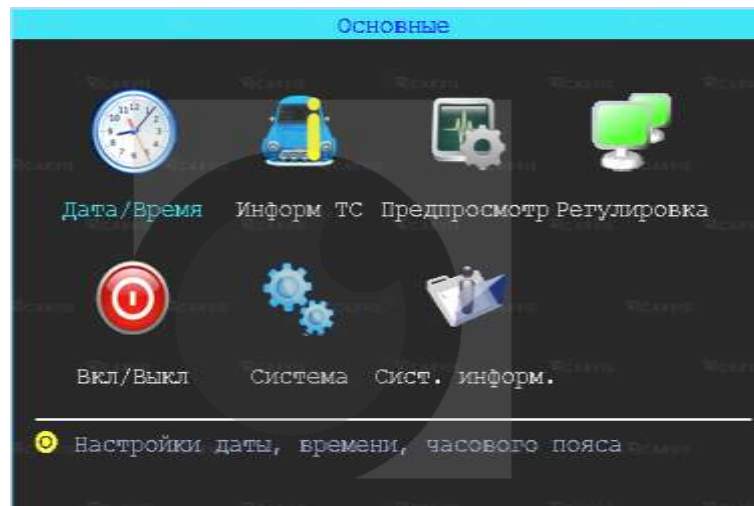 Основные
Дата/Время Информ ТС Предпросмотр Регулировка
Вкл/Выкл Система Сист. информ.
Настройки даты, времени, часового пояса